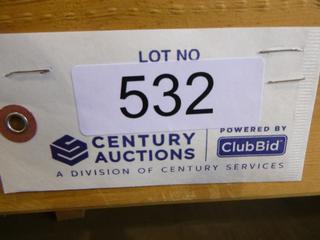 LOT NO
532
CENTURY AUCTIONS
POWERED BY
ClubBid
A DIVISION OF CENTURY SERVICES